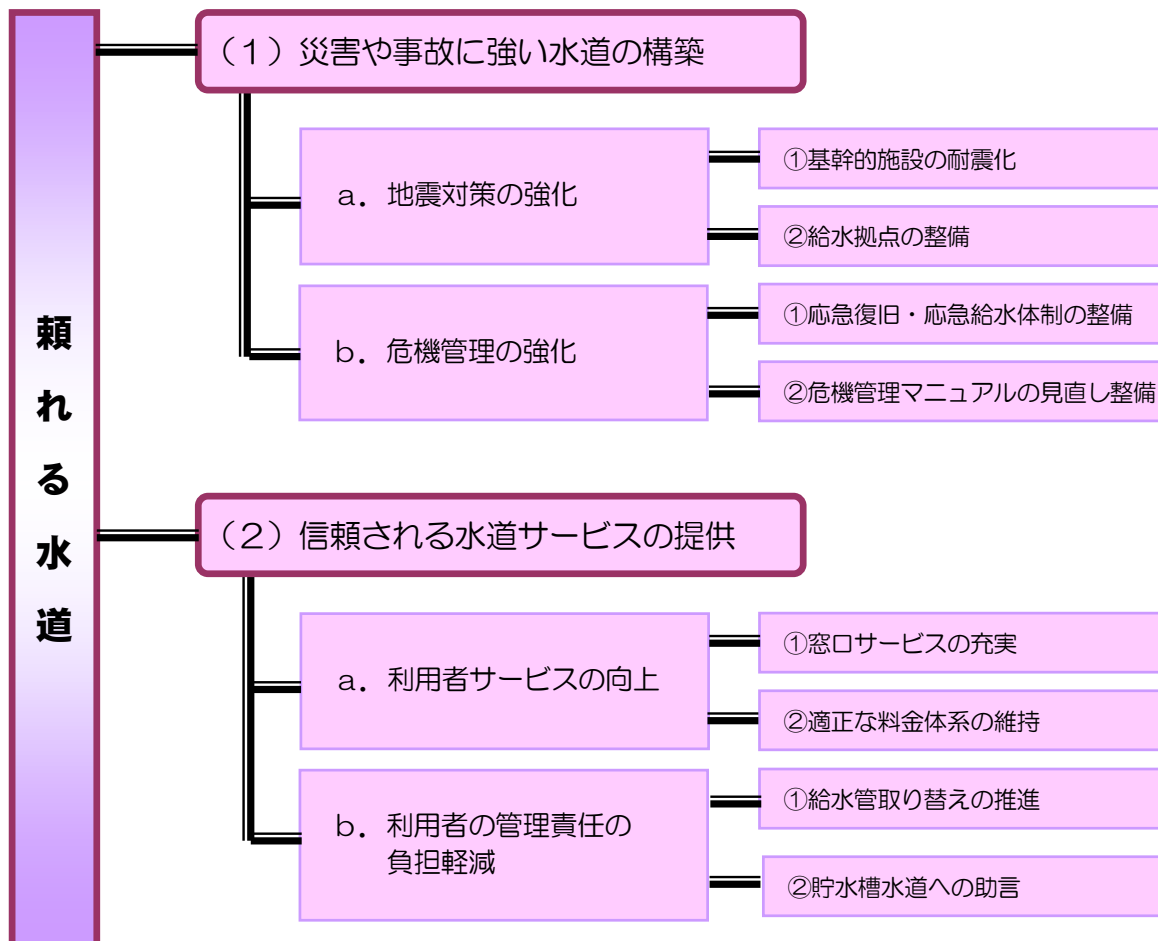 頼れる水道
（１）災害や事故に強い水道の構築
ａ．地震対策の強化
①基幹的施設の耐震化
②給水拠点の整備
ｂ．危機管理の強化
①応急復旧・応急給水体制の整備
②危機管理マニュアルの見直し整備
（２）信頼される水道サービスの提供
ａ．利用者サービスの向上
①窓口サービスの充実
②適正な料金体系の維持
ｂ．利用者の管理責任の
負担軽減
①給水管取り替えの推進
②貯水槽水道への助言